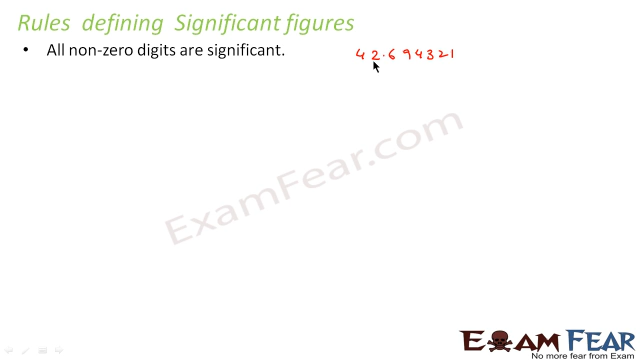 Rules defining Significant figures
• All non-zero digits are significant.
42.694321
ExamFear.com
EXAM FEAR
No more fear from Exam